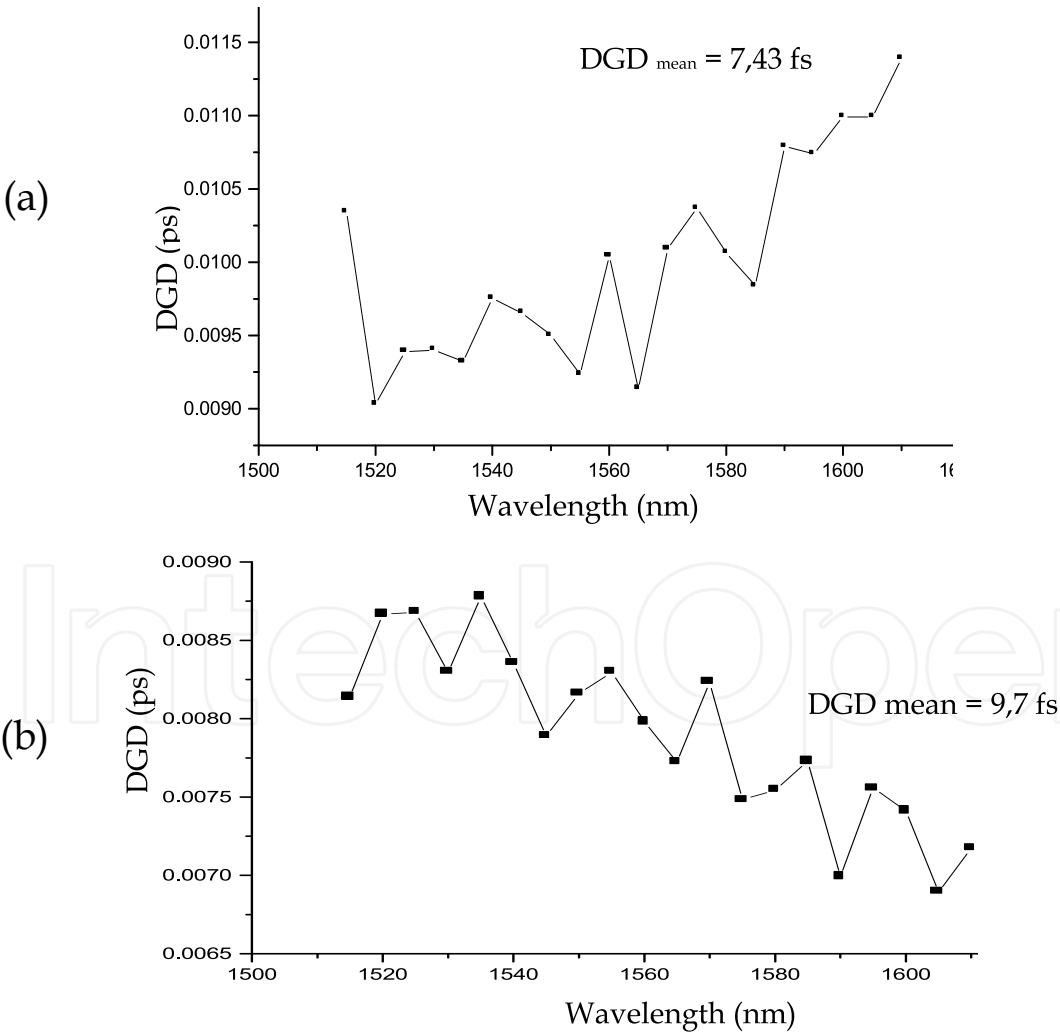 (a)
DGD (ps)
0.0115
0.0110
0.0105
0.0100
0.0095
0.0090
DGD mean = 7,43 fs
1500 1520 1540 1560 1580 1600 16
Wavelength (nm)
(b)
DGD (ps)
0.0090
0.0085
0.0080
0.0075
0.0070
0.0065
DGD mean = 9,7 fs
1500 1520 1540 1560 1580 1600
Wavelength (nm)
IntechOpe